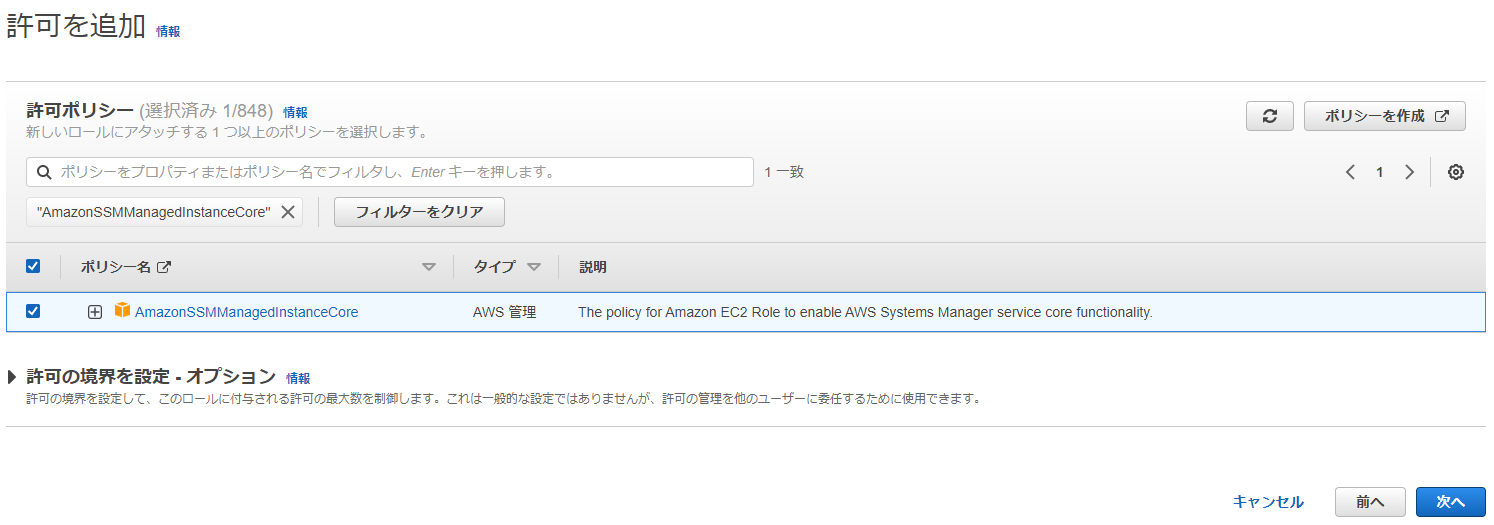 許可を追加 情報
許可ポリシー (選択済み 1/848) 情報
新しいロールにアタッチする 1 つ以上のポリシーを選択します。
ポリシーを作成
ポリシーをプロパティまたはポリシー名でフィルタし、Enter キーを押します。
1 一致
1
"AmazonSSMManagedInstanceCore"
フィルターをクリア
ポリシー名 タイプ 説明
AmazonSSMManagedInstanceCore AWS 管理 The policy for Amazon EC2 Role to enable AWS Systems Manager service core functionality.
許可の境界を設定 - オプション 情報
許可の境界を設定して、このロールに付与される許可の最大数を制御します。これは一般的な設定ではありませんが、許可の管理を他のユーザーに委任するために使用できます。
キャンセル 前へ 次へ